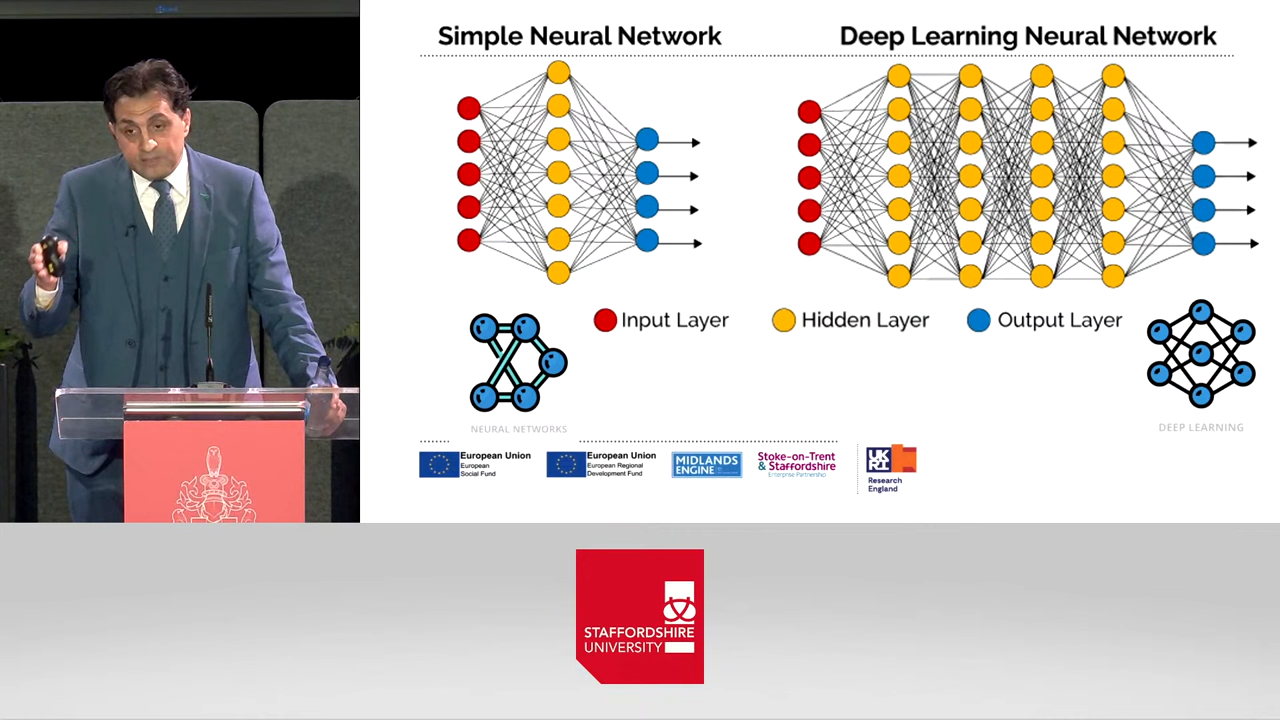 Simple Neural Network
Deep Learning Neural Network
Input Layer
Hidden Layer
Output Layer
NEURAL NETWORKS
DEEP LEARNING
European Union
European
Social Fund
European Union
European Regional
Development Fund
MIDLANDS
ENGINE
Stoke-on-Trent
& Staffordshire
Enterprise Partnership
UK
RI
Research
England
STAFFORDSHIRE
UNIVERSITY